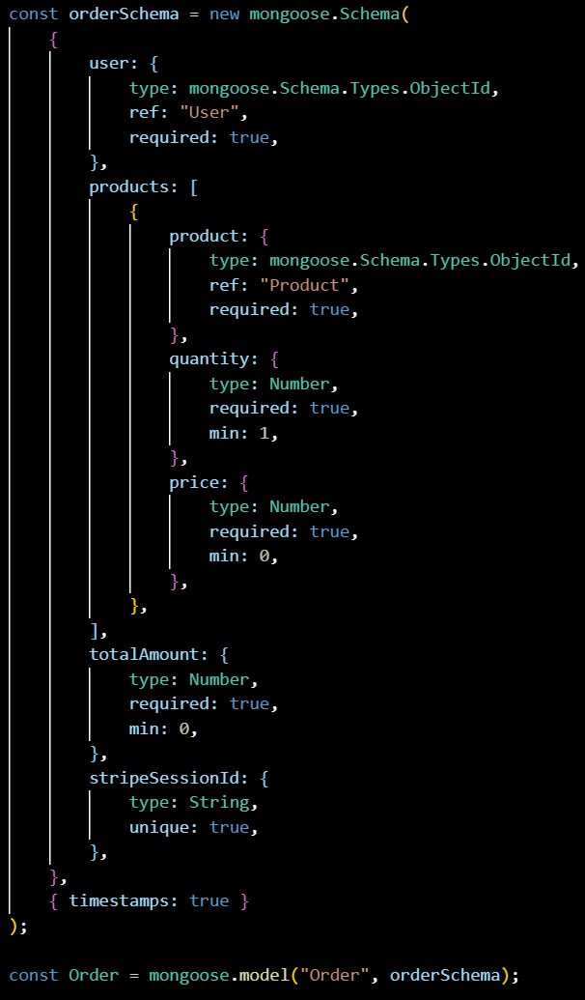 const orderSchema = new mongoose.Schema(
    {
        user: {
            type: mongoose.Schema.Types.ObjectId,
            ref: "User",
            required: true,
        },
        products: [
            {
                product: {
                    type: mongoose.Schema.Types.ObjectId,
                    ref: "Product",
                    required: true,
                },
                quantity: {
                    type: Number,
                    required: true,
                    min: 1,
                },
                price: {
                    type: Number,
                    required: true,
                    min: 0,
                },
            },
        ],
        totalAmount: {
            type: Number,
            required: true,
            min: 0,
        },
        stripeSessionId: {
            type: String,
            unique: true,
        },
    },
    { timestamps: true }
);

const Order = mongoose.model("Order", orderSchema);